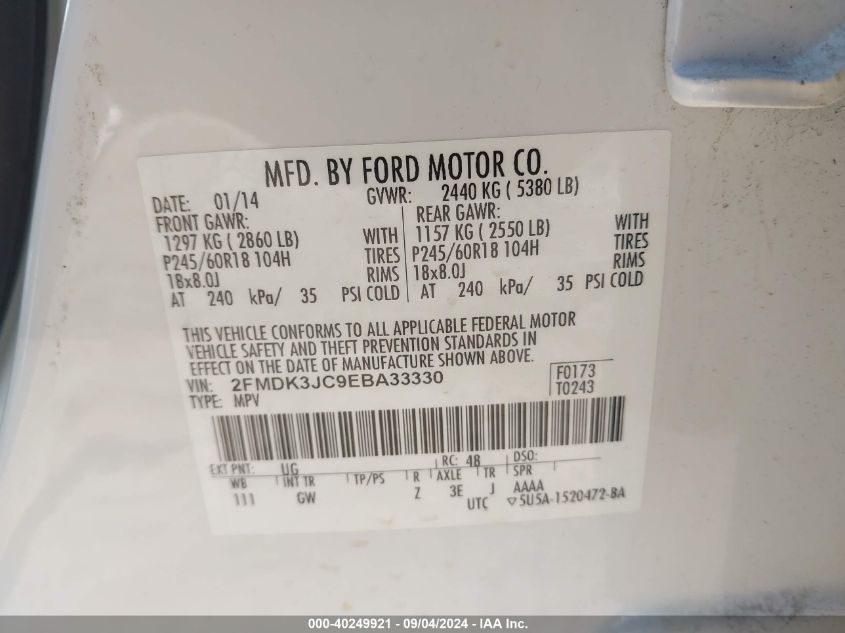 MFD. BY FORD MOTOR CO.
DATE: 01/14 GVWR: 2440 KG ( 5380 LB)
FRONT GAWR: REAR GAWR:
1297 KG ( 2860 LB) WITH 1157 KG ( 2550 LB) WITH
P245/60R18 104H TIRES P245/60R18 104H TIRES
18x8.0J RIMS 18x8.0J RIMS
AT 240 kPa/ 35 PSI COLD AT 240 kPa/ 35 PSI COLD
THIS VEHICLE CONFORMS TO ALL APPLICABLE FEDERAL MOTOR
VEHICLE SAFETY AND THEFT PREVENTION STANDARDS IN
EFFECT ON THE DATE OF MANUFACTURE SHOWN ABOVE.
VIN: 2FMDK3JC9EBA33330 F0173
TYPE: MPV T0243
EXT PNT: UG RC: 48 DSO:
WB INT TR TP/PS R AXLE TR SPR
111 GW Z 3E J AAAA
UTC ▽5U5A-1520472-BA
000-40249921 - 09/04/2024 - IAA Inc.